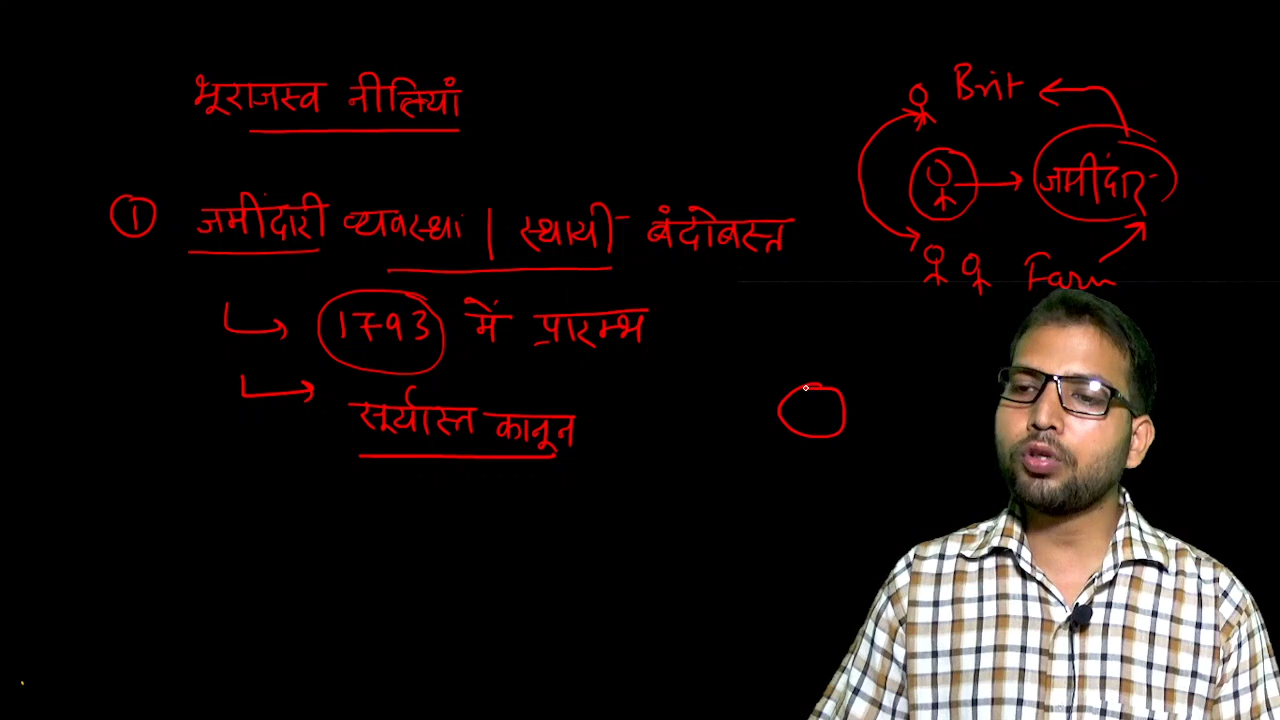 भूराजस्व नीतियां
① जमींदारी व्यवस्था | स्थायी बंदोबस्त
1793 में प्रारम्भ
सूर्यास्त कानून
Brit
जमींदार
Farm